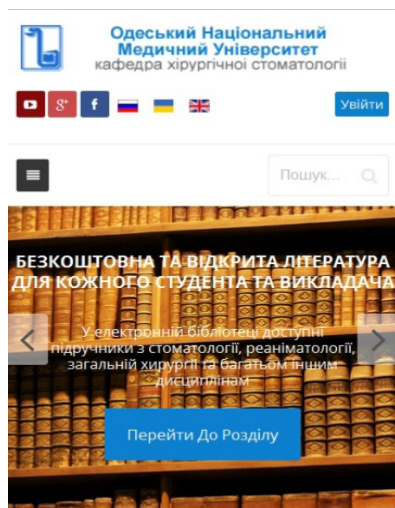 Одеський Національний
Медичний Університет
кафедра хірургічної стоматології
8+ f
Увійти
Пошук...
БЕЗКОШТОВНА ТА ВІДКРИТА ЛІТЕРАТУРА
ДЛЯ КОЖНОГО СТУДЕНТА ТА ВИКЛАДАЧА
У електронній бібліотеці доступні
підручники з стоматології, реаніматології,
загальній хирургії та багатьом іншим
дисциплінам
Перейти До Розділу